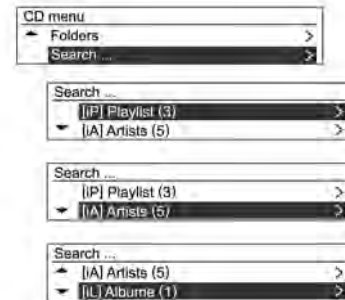 CD menu
Folders
Search ...
Search ...
[iP] Playlist (3)
[iA] Artists (5)
Search ...
[iP] Playlist (3)
[iA] Artists (5)
Search ...
[iA] Artists (5)
[iL] Albume (1)